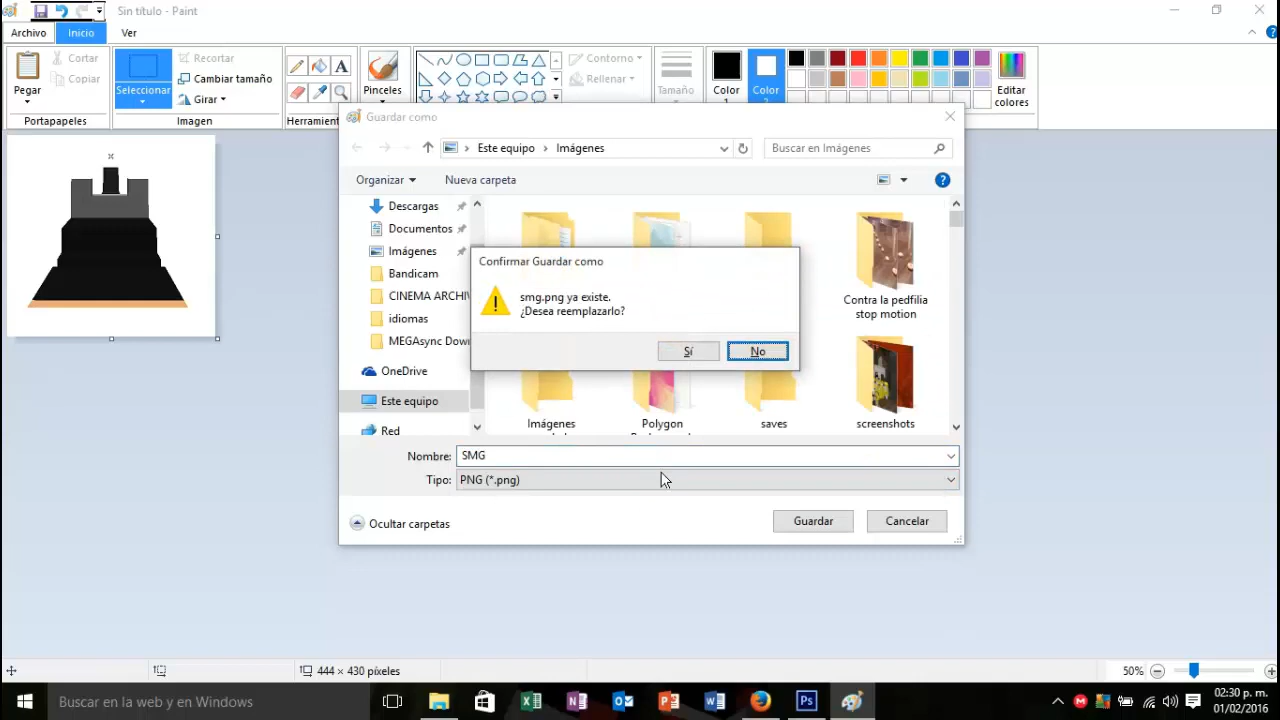 Sin título - Paint
Archivo
Inicio
Ver
Pegar
Cortar
Copiar
Portapapeles
Seleccionar
Recortar
Cambiar tamaño
Girar
Imagen
A
Herramient
Pinceles
Contorno
Rellenar
Tamaño
Color
1
Color
2
Editar
colores
Guardar como
Este equipo > Imágenes
Buscar en Imágenes
Organizar
Nueva carpeta
Descargas
Documentos
Imágenes
Bandicam
CINEMA ARCHI
idiomas
MEGAsync Dow
OneDrive
Este equipo
Red
Contra la pedfilia
stop motion
Confirmar Guardar como
smg.png ya existe.
¿Desea reemplazarlo?
Sí
No
Imágenes
Polygon
saves
screenshots
Nombre: SMG
Tipo: PNG (*.png)
Ocultar carpetas
Guardar
Cancelar
444 × 430 píxeles
50%
Buscar en la web y en Windows
02:30 p. m.
01/02/2016